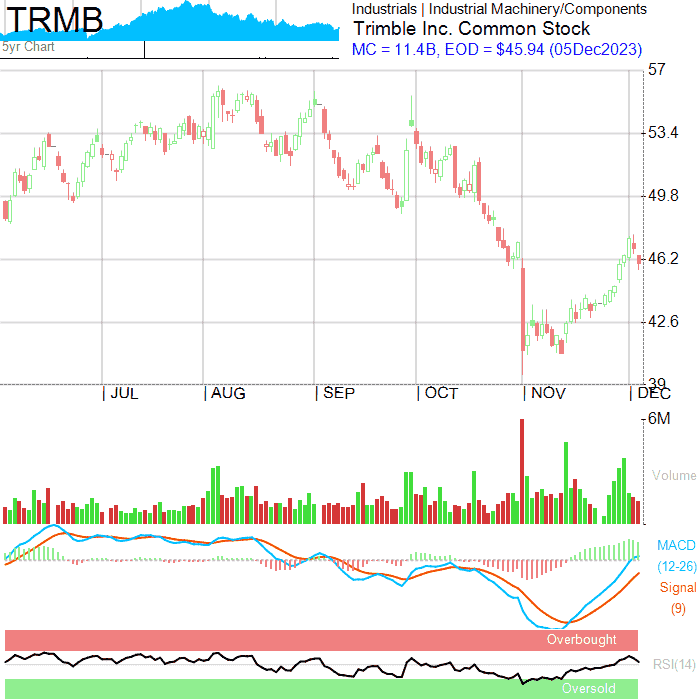 TRMB
5yr Chart
Industrials | Industrial Machinery/Components
Trimble Inc. Common Stock
MC = 11.4B, EOD = $45.94 (05Dec2023)
57
53.4
49.8
46.2
42.6
39
| JUL | AUG | SEP | OCT | NOV | DEC
6M
Volume
MACD
(12-26)
Signal
(9)
Overbought
RSI(14)
Oversold